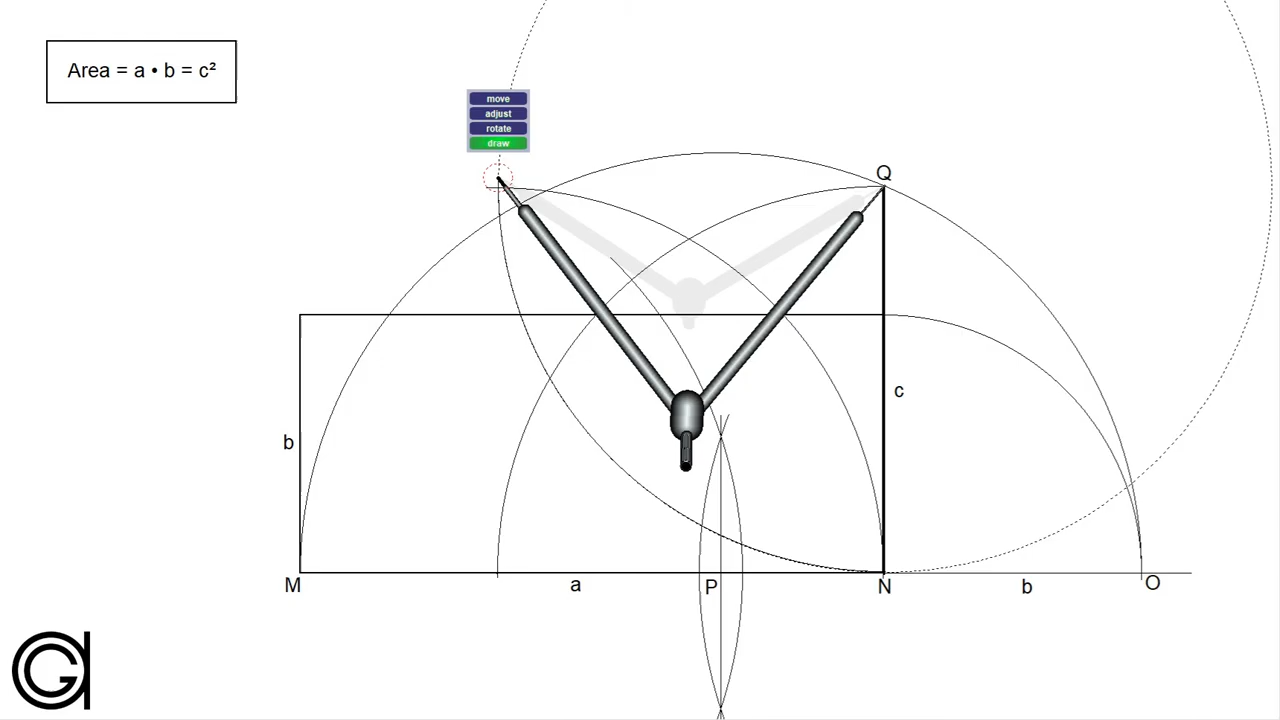 Area = a • b = c²
move
adjust
rotate
draw
Q
c
b
M
a
P
N
b
O